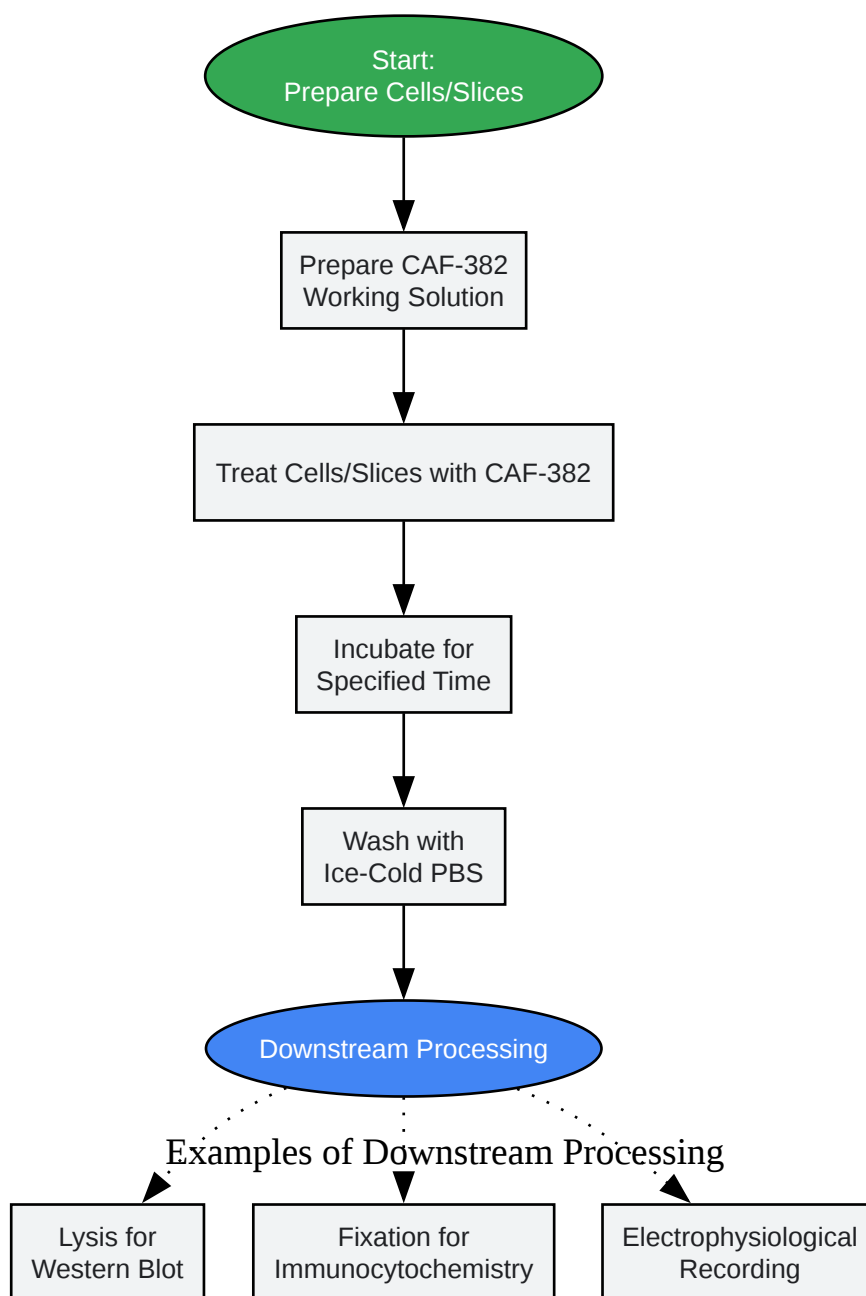 Start:
Prepare Cells/Slices
Prepare CAF-382
Working Solution
Treat Cells/Slices with CAF-382
Incubate for
Specified Time
Wash with
Ice-Cold PBS
Downstream Processing
Examples of Downstream Processing
Lysis for
Western Blot
Fixation for
Immunocytochemistry
Electrophysiological
Recording